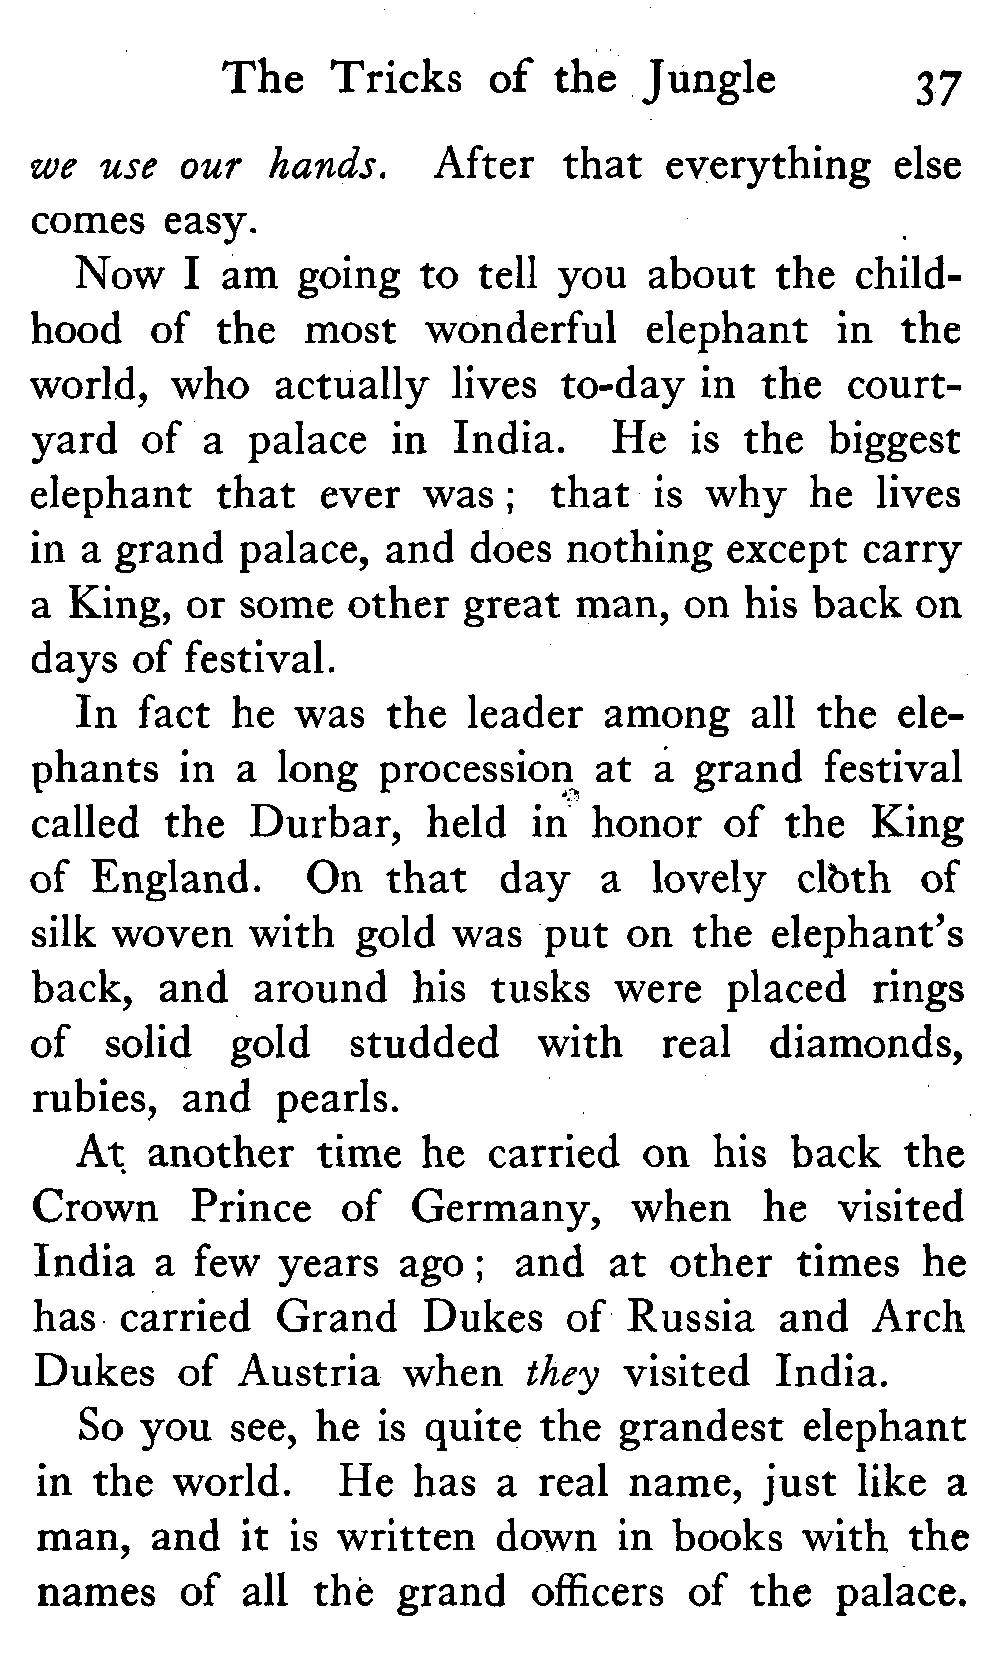 The Tricks of the Jungle 37
we use our hands. After that everything else
comes easy.
Now I am going to tell you about the child-
hood of the most wonderful elephant in the
world, who actually lives to-day in the court-
yard of a palace in India. He is the biggest
elephant that ever was ; that is why he lives
in a grand palace, and does nothing except carry
a King, or some other great man, on his back on
days of festival.
In fact he was the leader among all the ele-
phants in a long procession at a grand festival
called the Durbar, held in honor of the King
of England. On that day a lovely cloth of
silk woven with gold was put on the elephant's
back, and around his tusks were placed rings
of solid gold studded with real diamonds,
rubies, and pearls.
At another time he carried on his back the
Crown Prince of Germany, when he visited
India a few years ago ; and at other times he
has carried Grand Dukes of Russia and Arch
Dukes of Austria when they visited India.
So you see, he is quite the grandest elephant
in the world. He has a real name, just like a
man, and it is written down in books with the
names of all the grand officers of the palace.